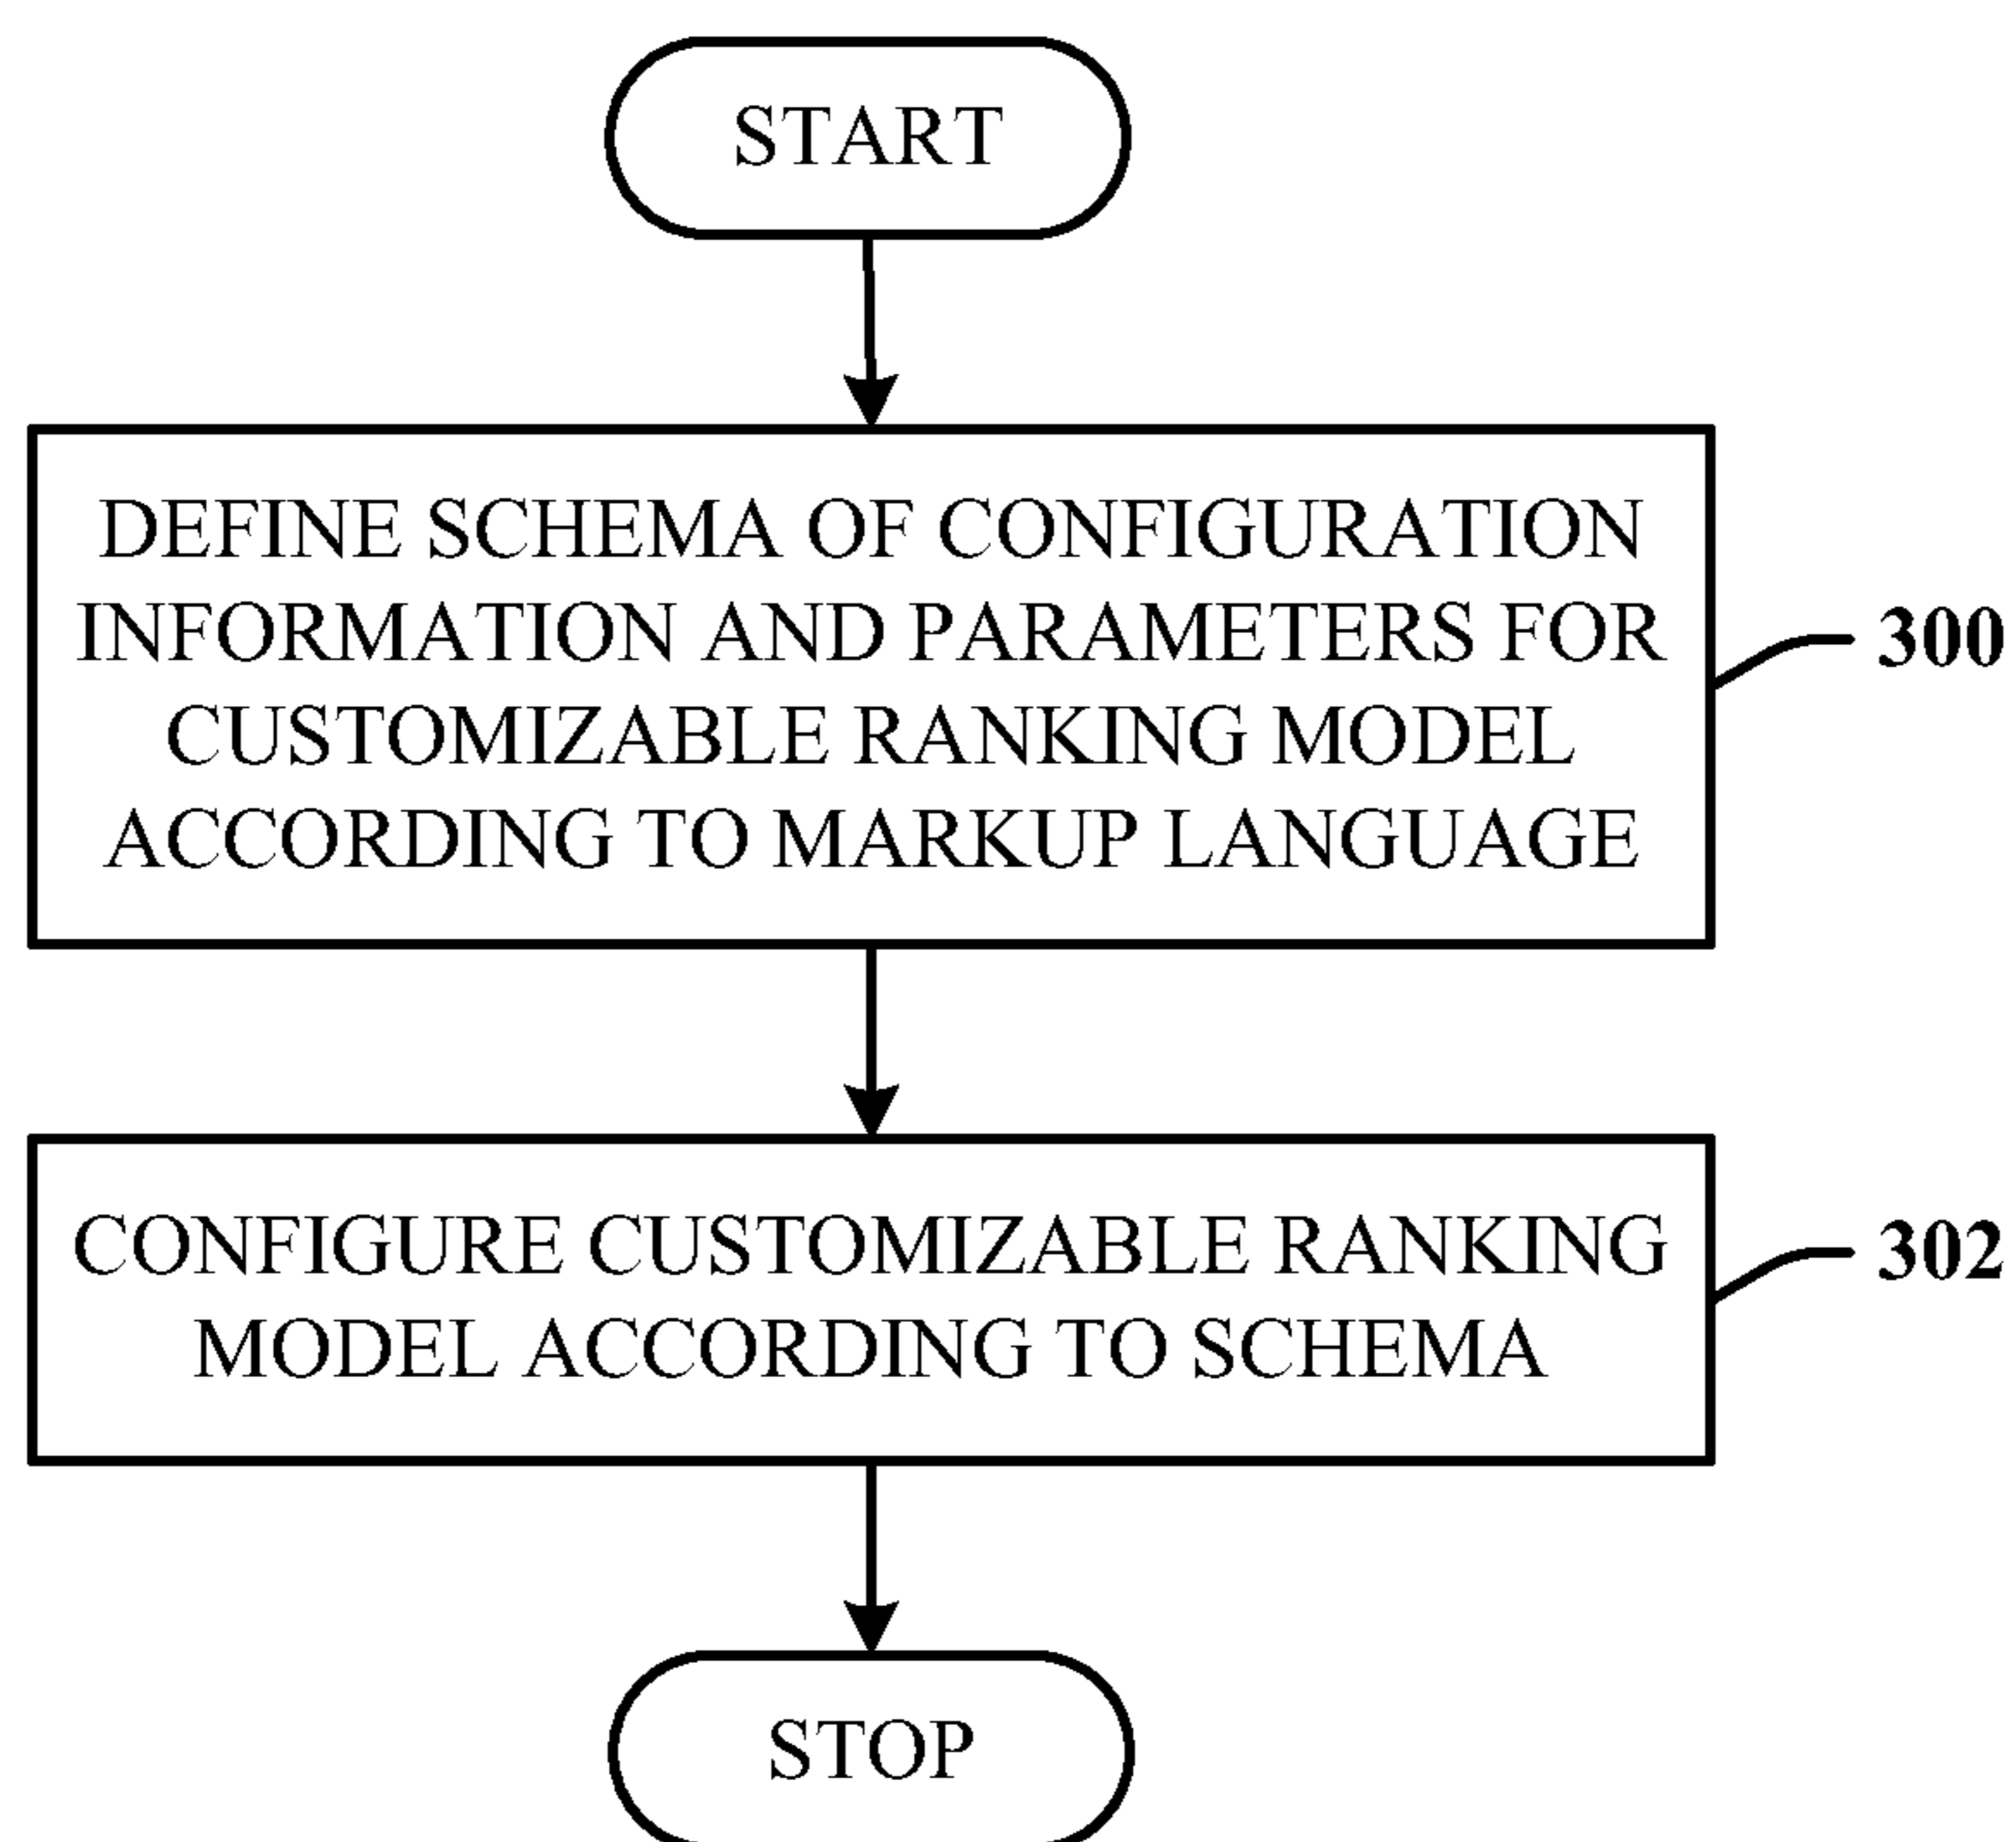 START
DEFINE SCHEMA OF CONFIGURATION
INFORMATION AND PARAMETERS FOR
CUSTOMIZABLE RANKING MODEL
ACCORDING TO MARKUP LANGUAGE
300
CONFIGURE CUSTOMIZABLE RANKING
MODEL ACCORDING TO SCHEMA
302
STOP